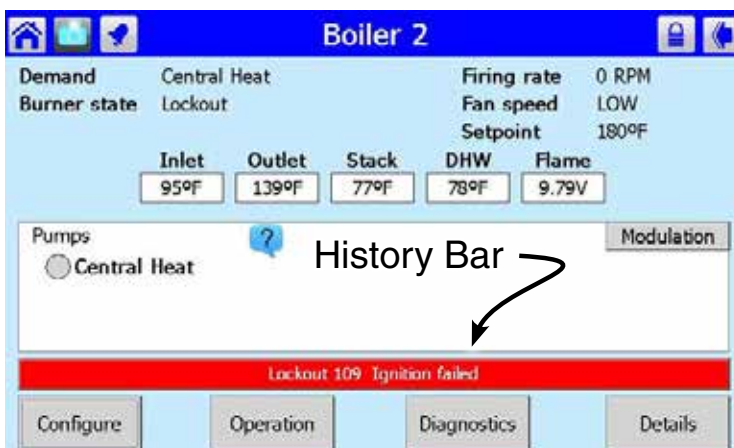 Boiler 2
Demand Central Heat Firing rate 0 RPM
Burner state Lockout Fan speed LOW
Setpoint 180ºF
Inlet Outlet Stack DHW Flame
95ºF 139ºF 77ºF 78ºF 9.79V
Pumps ? History Bar Modulation
Central Heat
Lockout 109 Ignition failed
Configure Operation Diagnostics Details